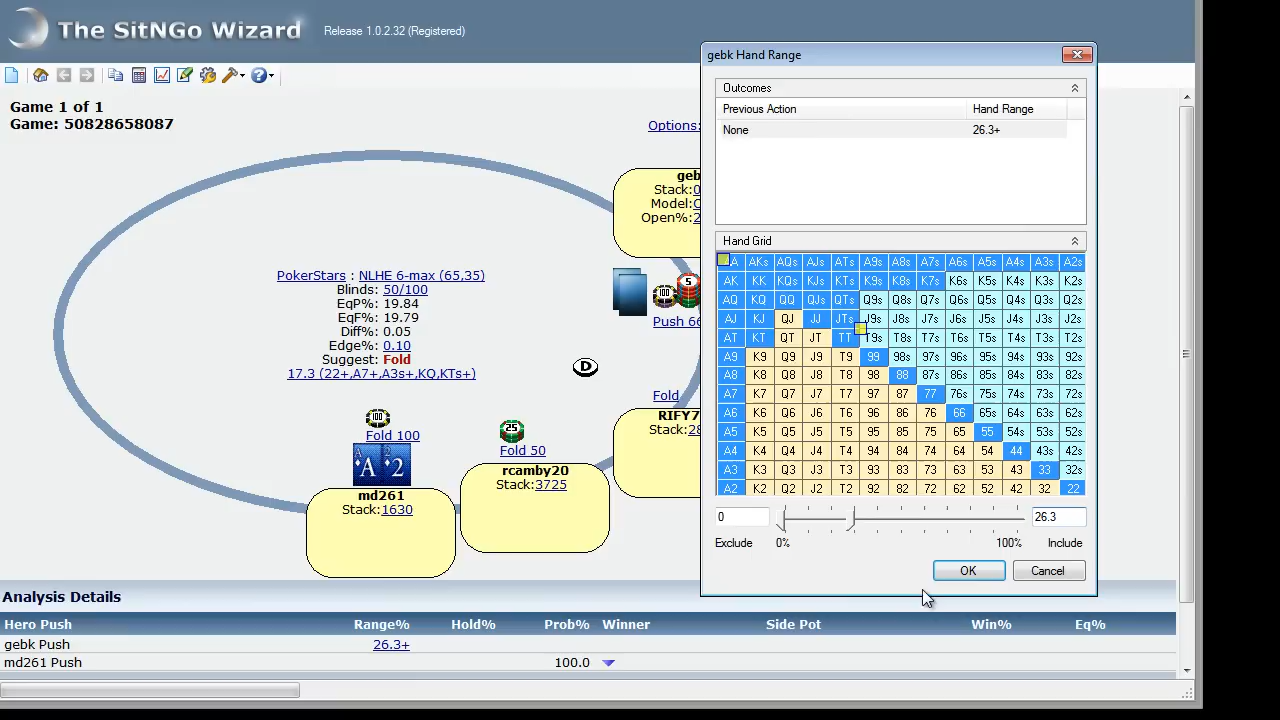 The SitNGo Wizard Release 1.0.2.32 (Registered)
Game 1 of 1
Game: 50828658087
Options:
PokerStars : NLHE 6-max (65,35)
Blinds: 50/100
EqP%: 19.84
EqF%: 19.79
Diff%: 0.05
Edge%: 0.10
Suggest: Fold
17.3 (22+,A7+,A3s+,KQ,KTs+)
geb
Stack:0
Model:C
Open%:2
100 5
Push 66
D
Fold
RIFY7
Stack:28
100
Fold 100
A 2
md261
Stack:1630
25
Fold 50
rcamby20
Stack:3725
gebk Hand Range
Outcomes
Previous Action Hand Range
None 26.3+
Hand Grid
A AKs AQs AJs ATs A9s A8s A7s A6s A5s A4s A3s A2s
AK KK KQs KJs KTs K9s K8s K7s K6s K5s K4s K3s K2s
AQ KQ QQ QJs QTs Q9s Q8s Q7s Q6s Q5s Q4s Q3s Q2s
AJ KJ QJ JJ JTs J9s J8s J7s J6s J5s J4s J3s J2s
AT KT QT JT TT T9s T8s T7s T6s T5s T4s T3s T2s
A9 K9 Q9 J9 T9 99 98s 97s 96s 95s 94s 93s 92s
A8 K8 Q8 J8 T8 98 88 87s 86s 85s 84s 83s 82s
A7 K7 Q7 J7 T7 97 87 77 76s 75s 74s 73s 72s
A6 K6 Q6 J6 T6 96 86 76 66 65s 64s 63s 62s
A5 K5 Q5 J5 T5 95 85 75 65 55 54s 53s 52s
A4 K4 Q4 J4 T4 94 84 74 64 54 44 43s 42s
A3 K3 Q3 J3 T3 93 83 73 63 53 43 33 32s
A2 K2 Q2 J2 T2 92 82 72 62 52 42 32 22
0 26.3
Exclude 0% 100% Include
OK Cancel
Analysis Details
Hero Push Range% Hold% Prob% Winner Side Pot Win% Eq%
gebk Push 26.3+
md261 Push 100.0